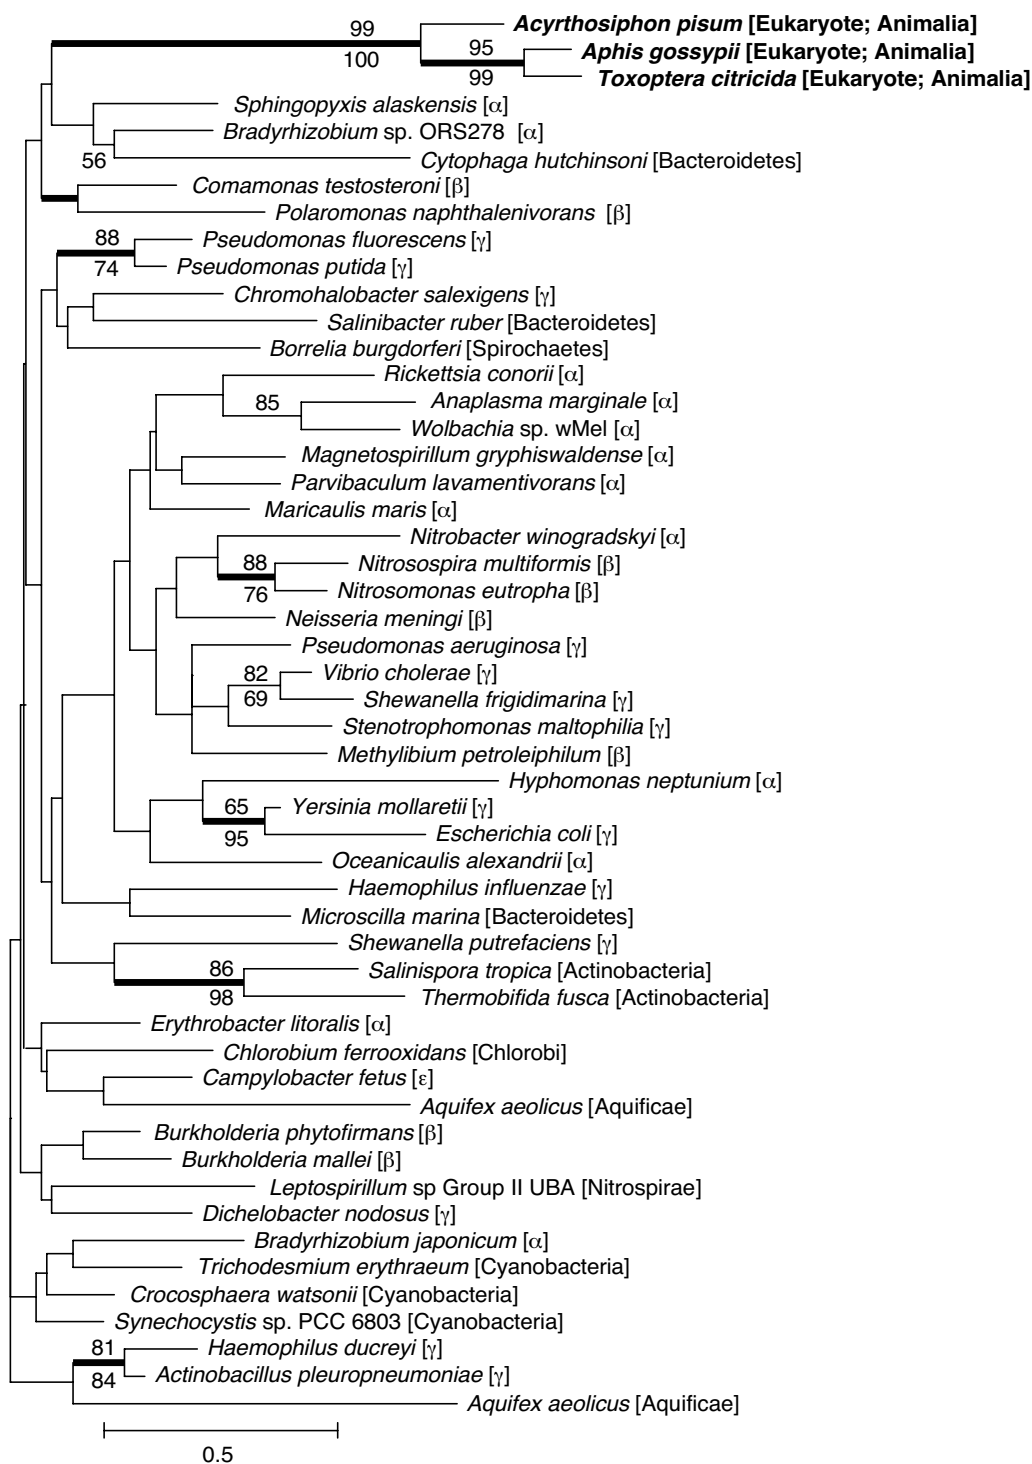 99
Acyrthosiphon pisum [Eukaryote; Animalia]
100
95
Aphis gossypii [Eukaryote; Animalia]
99
Toxoptera citricida [Eukaryote; Animalia]
Sphingopyxis alaskensis [α]
Bradyrhizobium sp. ORS278 [α]
56
Cytophaga hutchinsoni [Bacteroidetes]
Comamonas testosteroni [β]
Polaromonas naphthalenivorans [β]
88
Pseudomonas fluorescens [γ]
74
Pseudomonas putida [γ]
Chromohalobacter salexigens [γ]
Salinibacter ruber [Bacteroidetes]
Borrelia burgdorferi [Spirochaetes]
Rickettsia conorii [α]
85
Anaplasma marginale [α]
Wolbachia sp. wMel [α]
Magnetospirillum gryphiswaldense [α]
Parvibaculum lavamentivorans [α]
Maricaulis maris [α]
Nitrobacter winogradskyi [α]
88
Nitrosospira multiformis [β]
76
Nitrosomonas eutropha [β]
Neisseria meningi [β]
Pseudomonas aeruginosa [γ]
82
Vibrio cholerae [γ]
69
Shewanella frigidimarina [γ]
Stenotrophomonas maltophilia [γ]
Methylibium petroleiphilum [β]
Hyphomonas neptunium [α]
65
Yersinia mollaretii [γ]
95
Escherichia coli [γ]
Oceanicaulis alexandrii [α]
Haemophilus influenzae [γ]
Microscilla marina [Bacteroidetes]
Shewanella putrefaciens [γ]
86
Salinispora tropica [Actinobacteria]
98
Thermobifida fusca [Actinobacteria]
Erythrobacter litoralis [α]
Chlorobium ferrooxidans [Chlorobi]
Campylobacter fetus [ε]
Aquifex aeolicus [Aquificae]
Burkholderia phytofirmans [β]
Burkholderia mallei [β]
Leptospirillum sp Group II UBA [Nitrospirae]
Dichelobacter nodosus [γ]
Bradyrhizobium japonicum [α]
Trichodesmium erythraeum [Cyanobacteria]
Crocosphaera watsonii [Cyanobacteria]
Synechocystis sp. PCC 6803 [Cyanobacteria]
81
Haemophilus ducreyi [γ]
84
Actinobacillus pleuropneumoniae [γ]
Aquifex aeolicus [Aquificae]
0.5